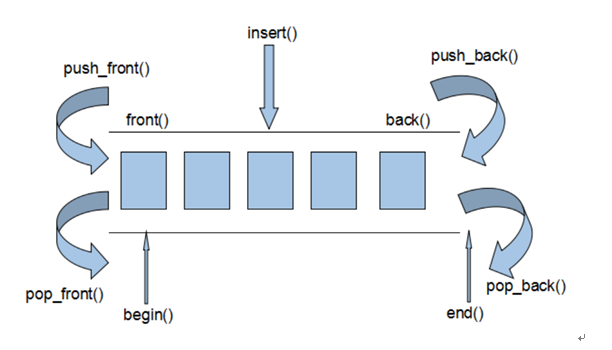 insert()
push_front()
push_back()
front()
back()
pop_front()
begin()
end()
pop_back()